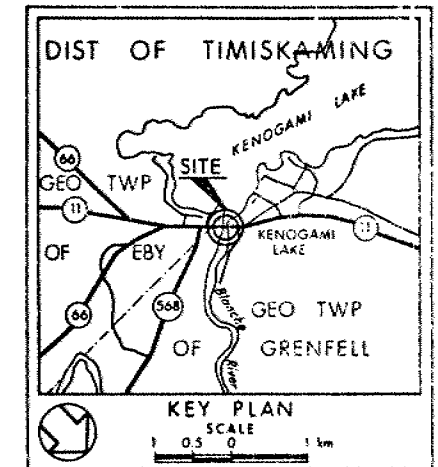 DIST OF TIMISKAMING
KENOGAMI LAKE
66
SITE
GEO TWP
11
KENOGAMI
LAKE
11
OF EBY
568
66
Blanche
River
GEO TWP
OF GRENFELL
KEY PLAN
SCALE
1 0.5 0 1 km